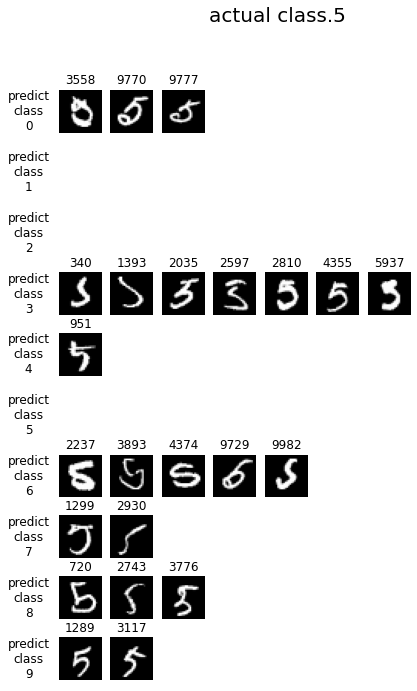 actual class.5
3558 9770 9777
predict
class
0
predict
class
1
predict
class
2
340 1393 2035 2597 2810 4355 5937
predict
class
3
951
predict
class
4
predict
class
5
2237 3893 4374 9729 9982
predict
class
6
1299 2930
predict
class
7
720 2743 3776
predict
class
8
1289 3117
predict
class
9